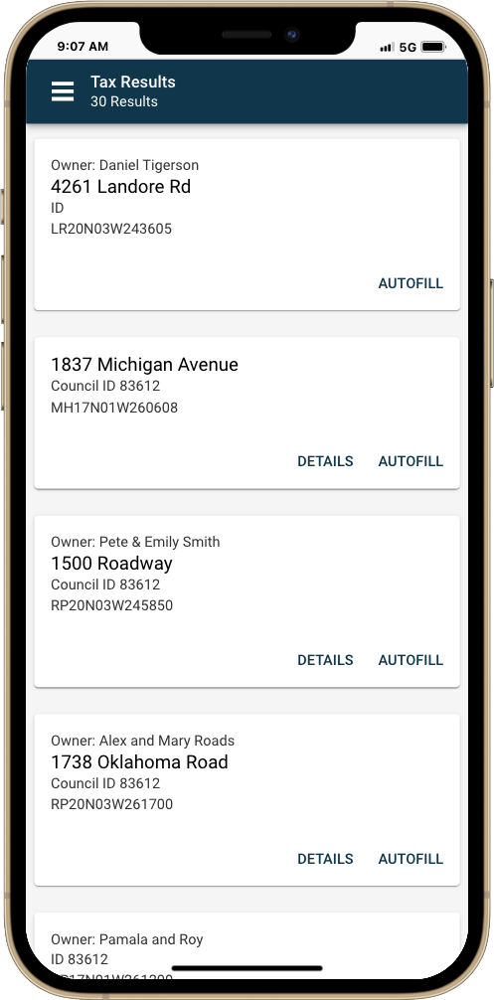 9:07 AM
5G
Tax Results
30 Results
Owner: Daniel Tigerson
4261 Landore Rd
ID
LR20N03W243605
AUTOFILL
1837 Michigan Avenue
Council ID 83612
MH17N01W260608
DETAILS AUTOFILL
Owner: Pete & Emily Smith
1500 Roadway
Council ID 83612
RP20N03W245850
DETAILS AUTOFILL
Owner: Alex and Mary Roads
1738 Oklahoma Road
Council ID 83612
RP20N03W261700
DETAILS AUTOFILL
Owner: Pamala and Roy
ID 83612